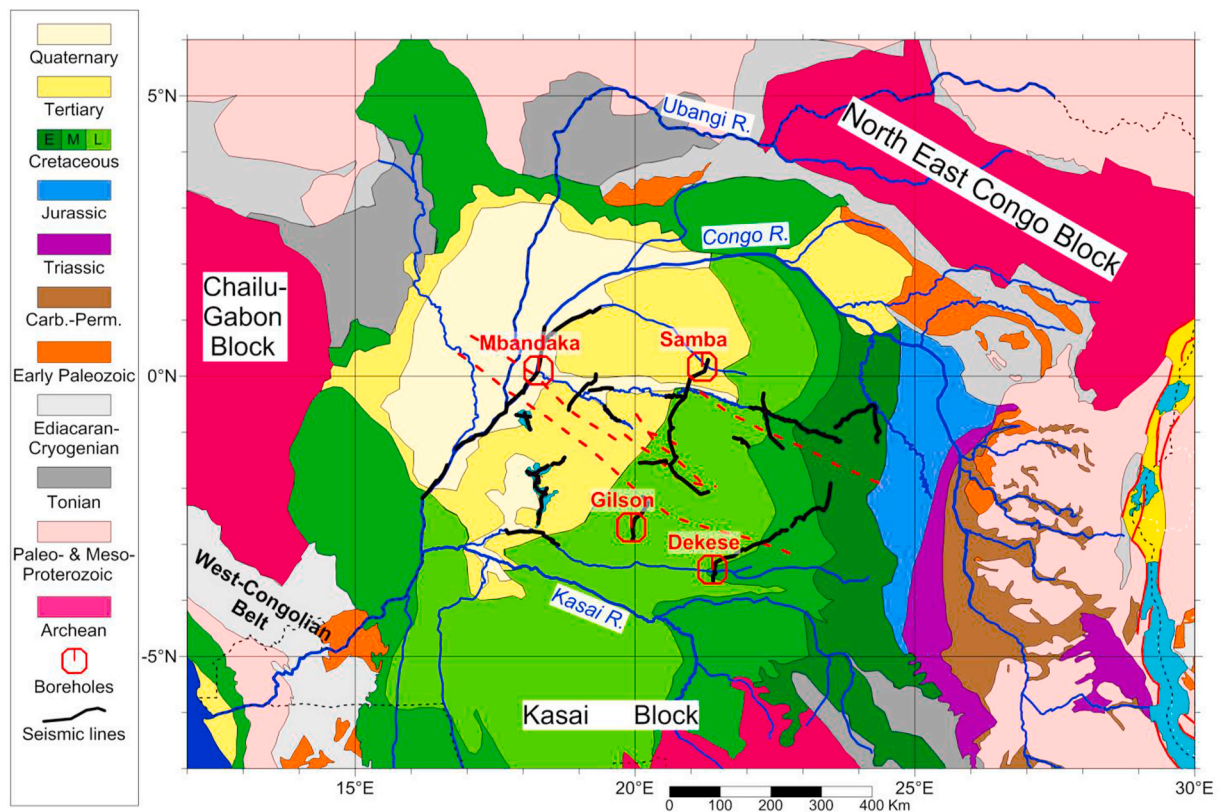 Quaternary
Tertiary
E M L
Cretaceous
Jurassic
Triassic
Carb.-Perm.
Early Paleozoic
Ediacaran-
Cryogenian
Tonian
Paleo- & Meso-
Proterozoic
Archean
Boreholes
Seismic lines
5°N
0°N
-5°N
Ubangi R.
North East Congo Block
Congo R.
Chailu-
Gabon
Block
Mbandaka
Samba
Gilson
Dekese
West-Congolian
Belt
Kasai R.
Kasai Block
15°E
20°E
25°E
30°E
0 100 200 300 400 Km